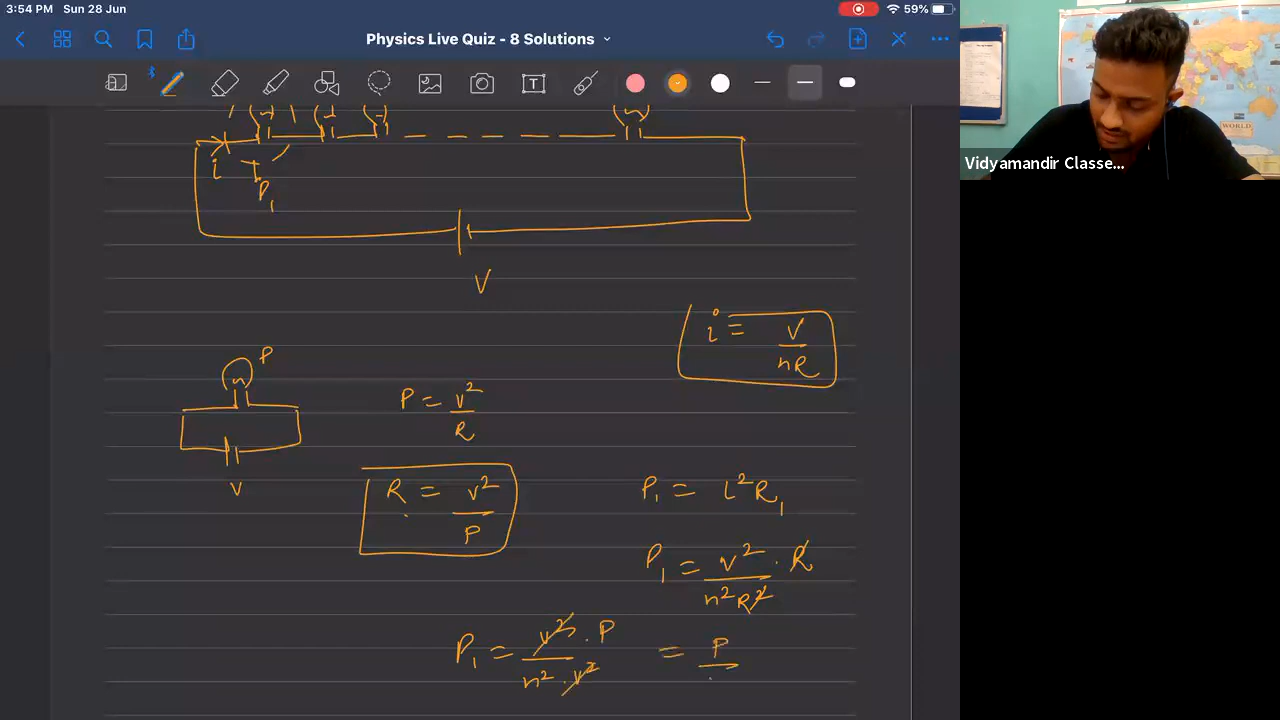 3:54 PM Sun 28 Jun
59%
Physics Live Quiz - 8 Solutions
T
WORLD
Vidyamandir Classe...
i
P₁
V
i = V/nR
P
P = V²/R
V
R = V²/P
P₁ = i²R₁
P₁ = V²/n²R² · R
P₁ = V²/n² · V² · P = P